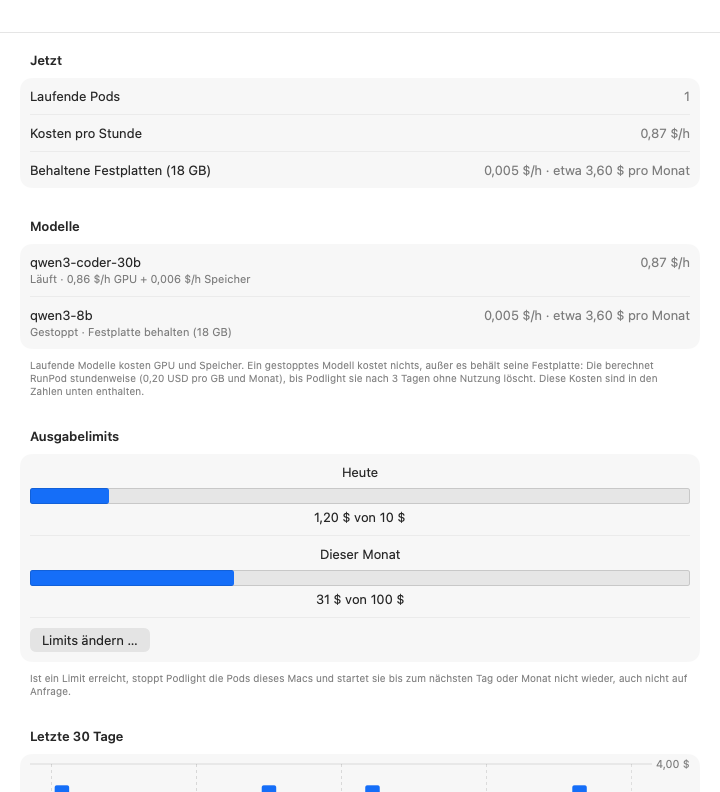 Jetzt
Laufende Pods 1
Kosten pro Stunde 0,87 $/h
Behaltene Festplatten (18 GB) 0,005 $/h · etwa 3,60 $ pro Monat
Modelle
qwen3-coder-30b 0,87 $/h
Läuft · 0,86 $/h GPU + 0,006 $/h Speicher
qwen3-8b 0,005 $/h · etwa 3,60 $ pro Monat
Gestoppt · Festplatte behalten (18 GB)
Laufende Modelle kosten GPU und Speicher. Ein gestopptes Modell kostet nichts, außer es behält seine Festplatte: Die berechnet
RunPod stundenweise (0,20 USD pro GB und Monat), bis Podlight sie nach 3 Tagen ohne Nutzung löscht. Diese Kosten sind in den
Zahlen unten enthalten.
Ausgabelimits
Heute
1,20 $ von 10 $
Dieser Monat
31 $ von 100 $
Limits ändern ...
Ist ein Limit erreicht, stoppt Podlight die Pods dieses Macs und startet sie bis zum nächsten Tag oder Monat nicht wieder, auch nicht auf
Anfrage.
Letzte 30 Tage
4,00 $